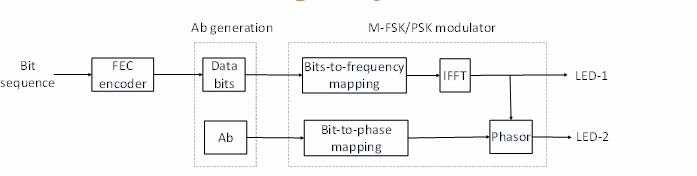 Ab generation
M-FSK/PSK modulator
Bit
sequence
FEC
encoder
Data
bits
Bits-to-frequency
mapping
IFFT
LED-1
Ab
Bit-to-phase
mapping
Phasor
LED-2